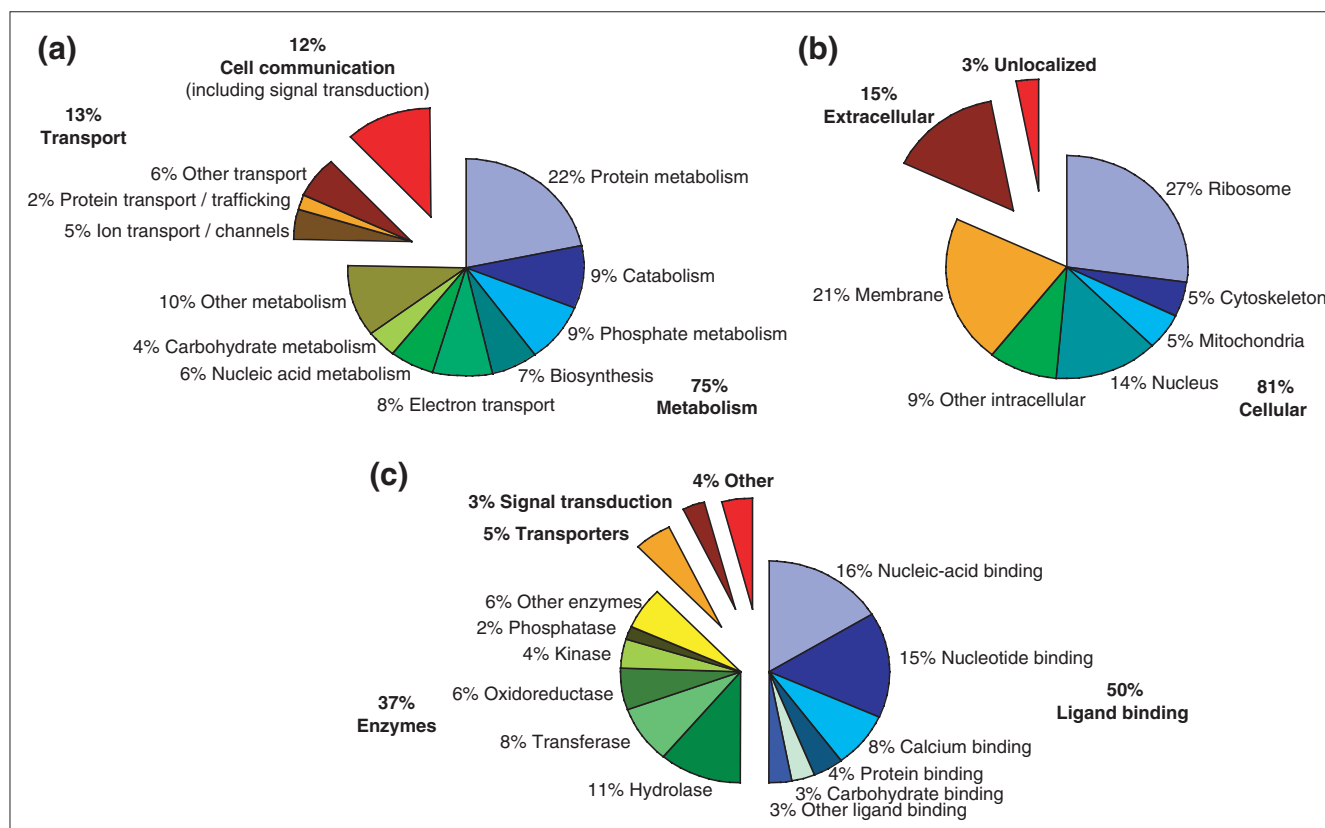 (a)
12%
Cell communication
(including signal transduction)
13%
Transport
6% Other transport
2% Protein transport / trafficking
5% Ion transport / channels
22% Protein metabolism
9% Catabolism
9% Phosphate metabolism
7% Biosynthesis
8% Electron transport
6% Nucleic acid metabolism
4% Carbohydrate metabolism
10% Other metabolism
75%
Metabolism
(b)
3% Unlocalized
15%
Extracellular
27% Ribosome
5% Cytoskeleton
5% Mitochondria
14% Nucleus
9% Other intracellular
21% Membrane
81%
Cellular
(c)
4% Other
3% Signal transduction
5% Transporters
16% Nucleic-acid binding
15% Nucleotide binding
8% Calcium binding
4% Protein binding
3% Carbohydrate binding
3% Other ligand binding
50%
Ligand binding
6% Other enzymes
2% Phosphatase
4% Kinase
6% Oxidoreductase
8% Transferase
11% Hydrolase
37%
Enzymes